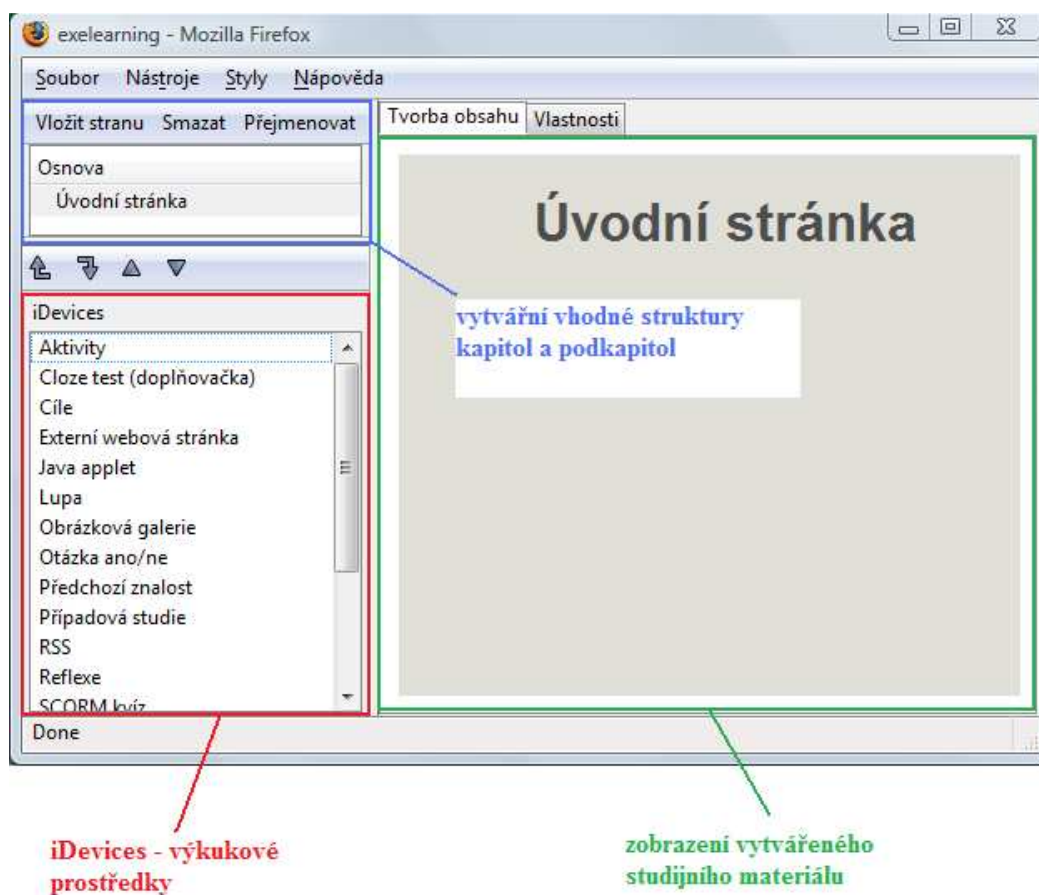 exelearning - Mozilla Firefox
Soubor Nástroje Styly Nápověda
Vložit stranu Smazat Přejmenovat
Osnova
Úvodní stránka
iDevices
Aktivity
Cloze test (doplňovačka)
Cíle
Externí webová stránka
Java applet
Lupa
Obrázková galerie
Otázka ano/ne
Předchozí znalost
Případová studie
RSS
Reflexe
SCORM kvíz
Tvorba obsahu Vlastnosti
Úvodní stránka
vytvářní vhodné struktury
kapitol a podkapitol
Done
iDevices - výkukové
prostředky
zobrazení vytvářeného
studijního materiálu